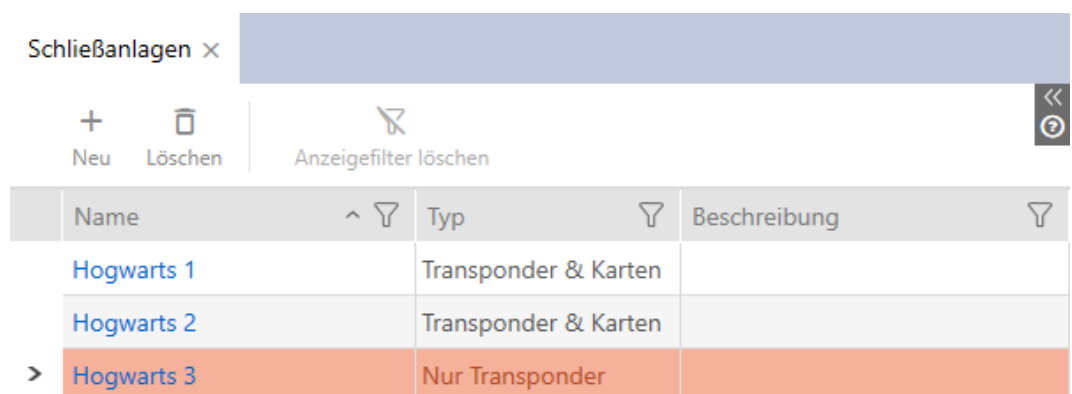 Schließanlagen ×
Neu Löschen Anzeigefilter löschen
Name Typ Beschreibung
Hogwarts 1 Transponder & Karten
Hogwarts 2 Transponder & Karten
Hogwarts 3 Nur Transponder